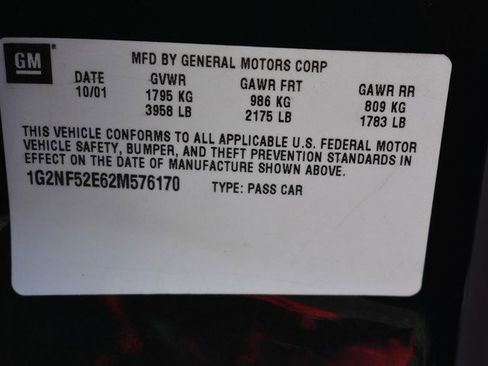 GM
MFD BY GENERAL MOTORS CORP
DATE GVWR GAWR FRT GAWR RR
10/01 1795 KG 986 KG 809 KG
3958 LB 2175 LB 1783 LB
THIS VEHICLE CONFORMS TO ALL APPLICABLE U.S. FEDERAL MOTOR
VEHICLE SAFETY, BUMPER, AND THEFT PREVENTION STANDARDS IN
EFFECT ON THE DATE OF MANUFACTURE SHOWN ABOVE.
1G2NF52E62M576170 TYPE: PASS CAR